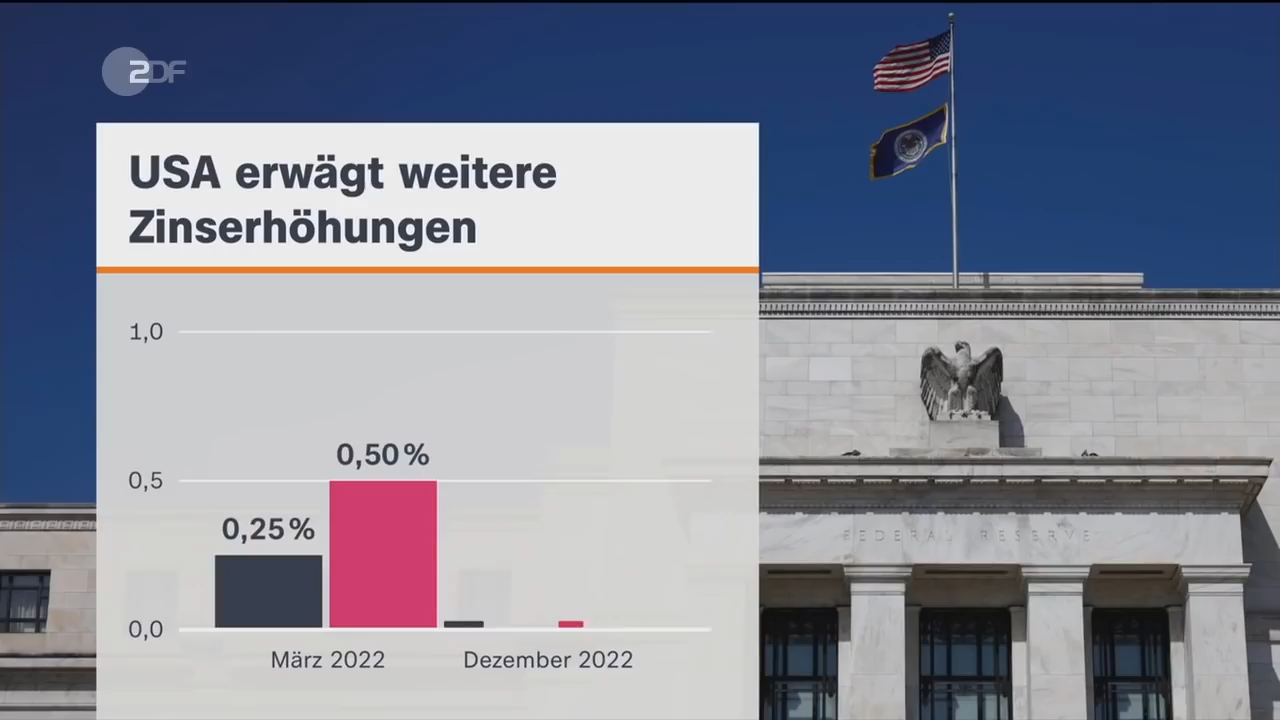 ZDF
USA erwägt weitere
Zinserhöhungen
1,0
0,50 %
0,5
0,25 %
0,0
März 2022
Dezember 2022
FEDERAL RESERVE